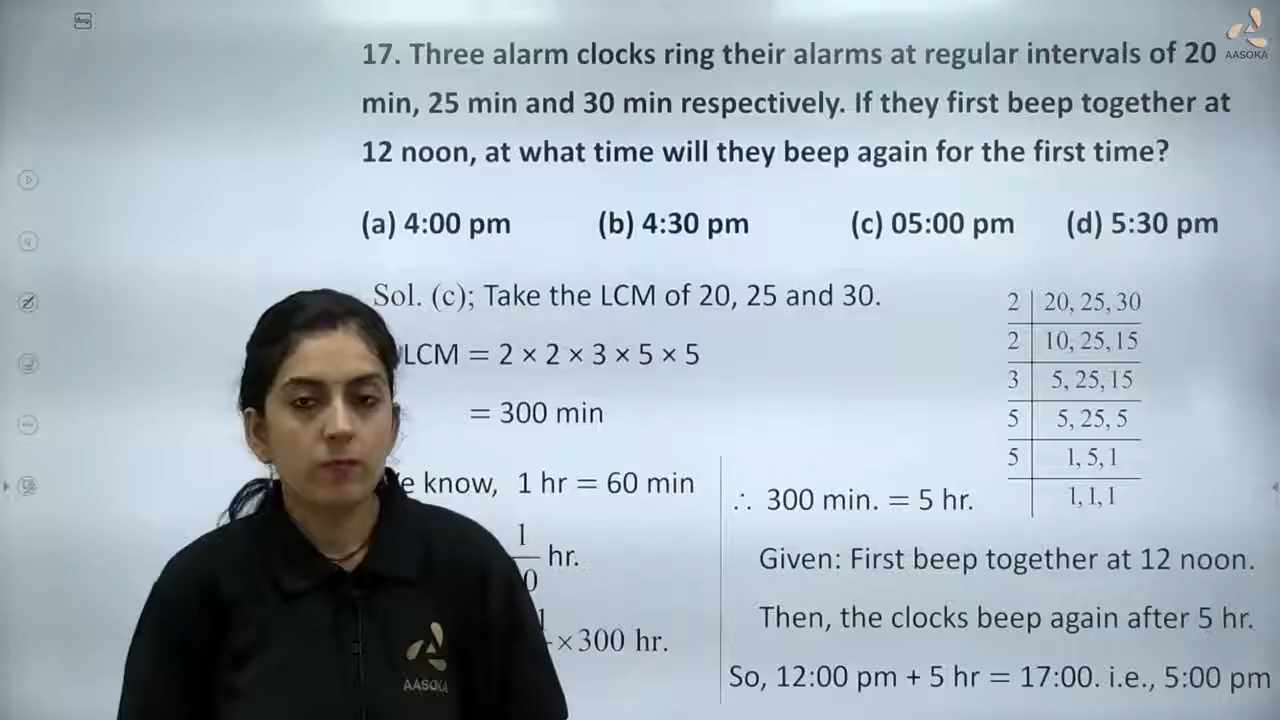 AASOKA
17. Three alarm clocks ring their alarms at regular intervals of 20
min, 25 min and 30 min respectively. If they first beep together at
12 noon, at what time will they beep again for the first time?
(a) 4:00 pm (b) 4:30 pm (c) 05:00 pm (d) 5:30 pm
Sol. (c); Take the LCM of 20, 25 and 30.
LCM = 2 × 2 × 3 × 5 × 5
= 300 min
know, 1 hr = 60 min
1
hr.
× 300 hr.
2 | 20, 25, 30
2 | 10, 25, 15
3 | 5, 25, 15
5 | 5, 25, 5
5 | 1, 5, 1
1, 1, 1
∴ 300 min. = 5 hr.
Given: First beep together at 12 noon.
Then, the clocks beep again after 5 hr.
So, 12:00 pm + 5 hr = 17:00. i.e., 5:00 pm
AASOKA